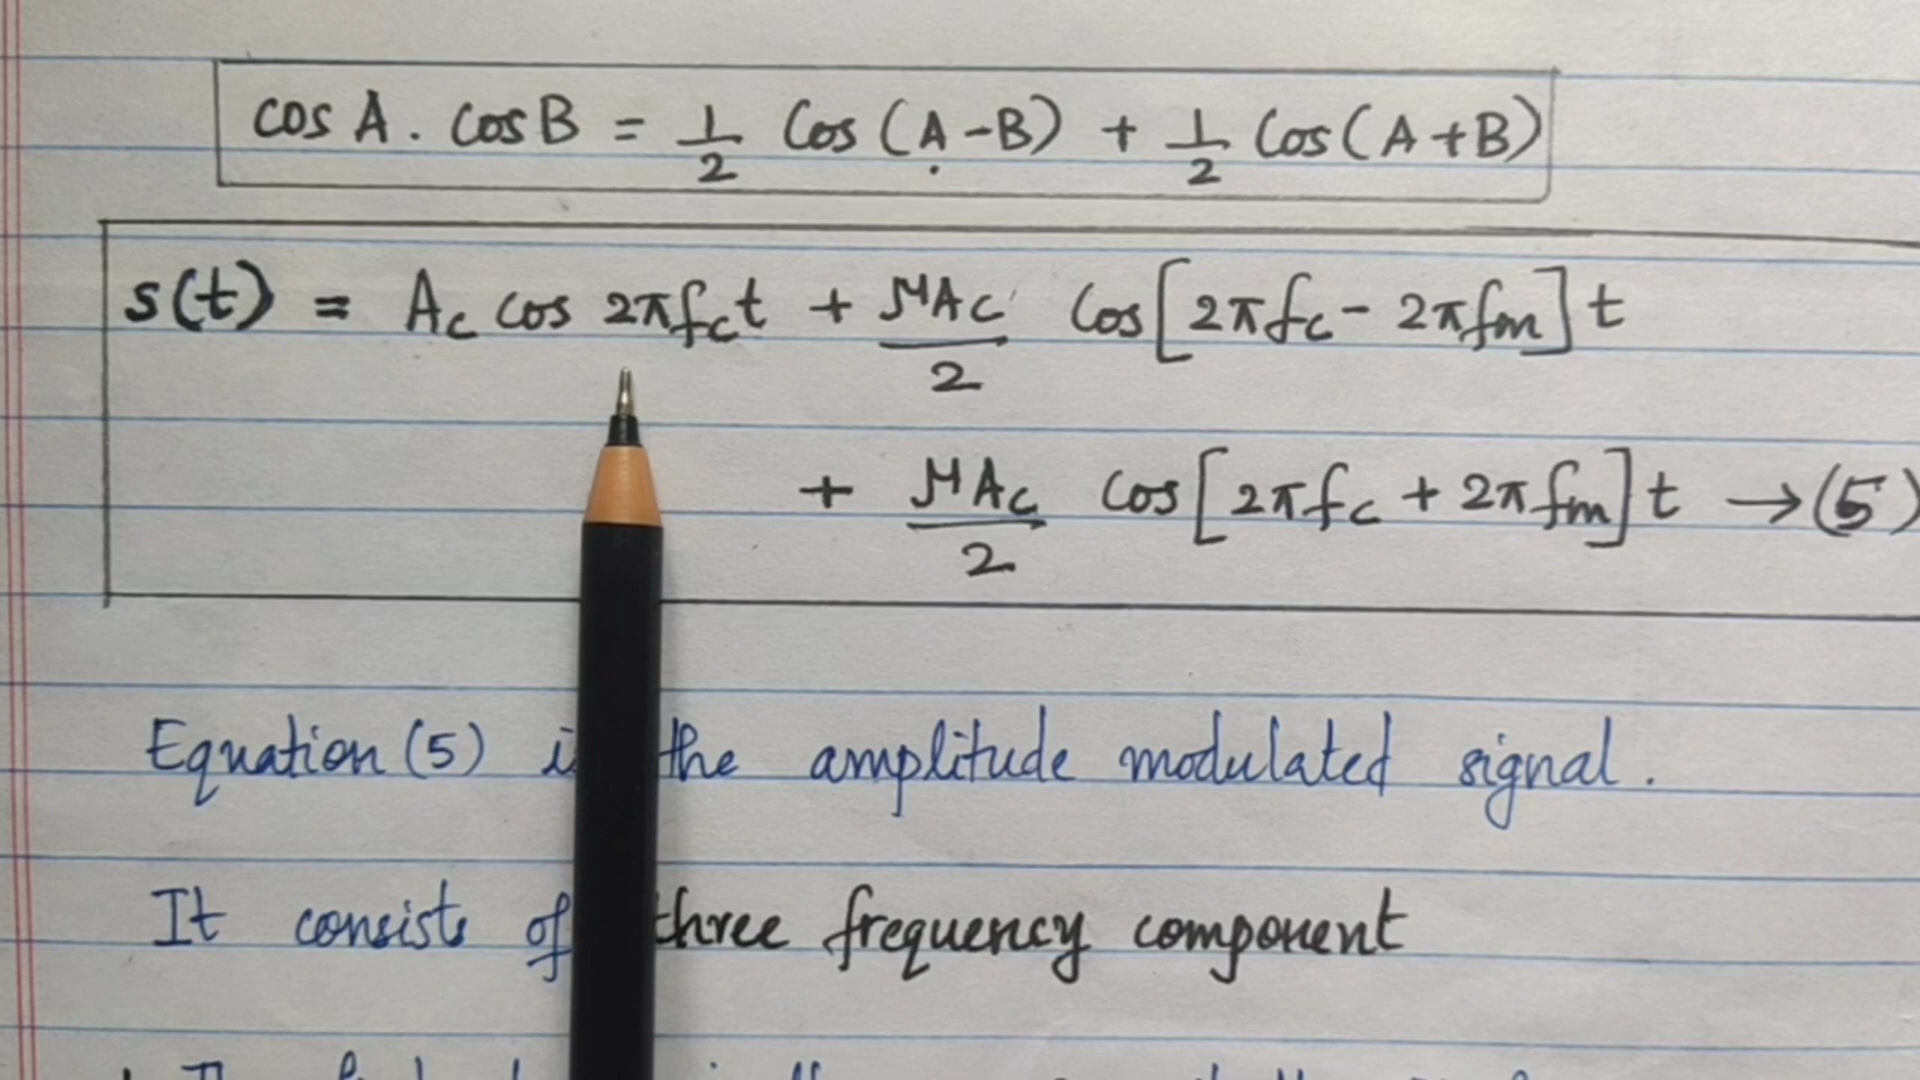 cos A . cos B = 1/2 Cos (A-B) + 1/2 Cos (A+B)
s(t) = Ac cos 2πfct + μAc/2 Cos[2πfc - 2πfm]t
+ μAc/2 Cos[2πfc + 2πfm]t → (5)
Equation (5) the amplitude modulated signal.
It consists of three frequency component